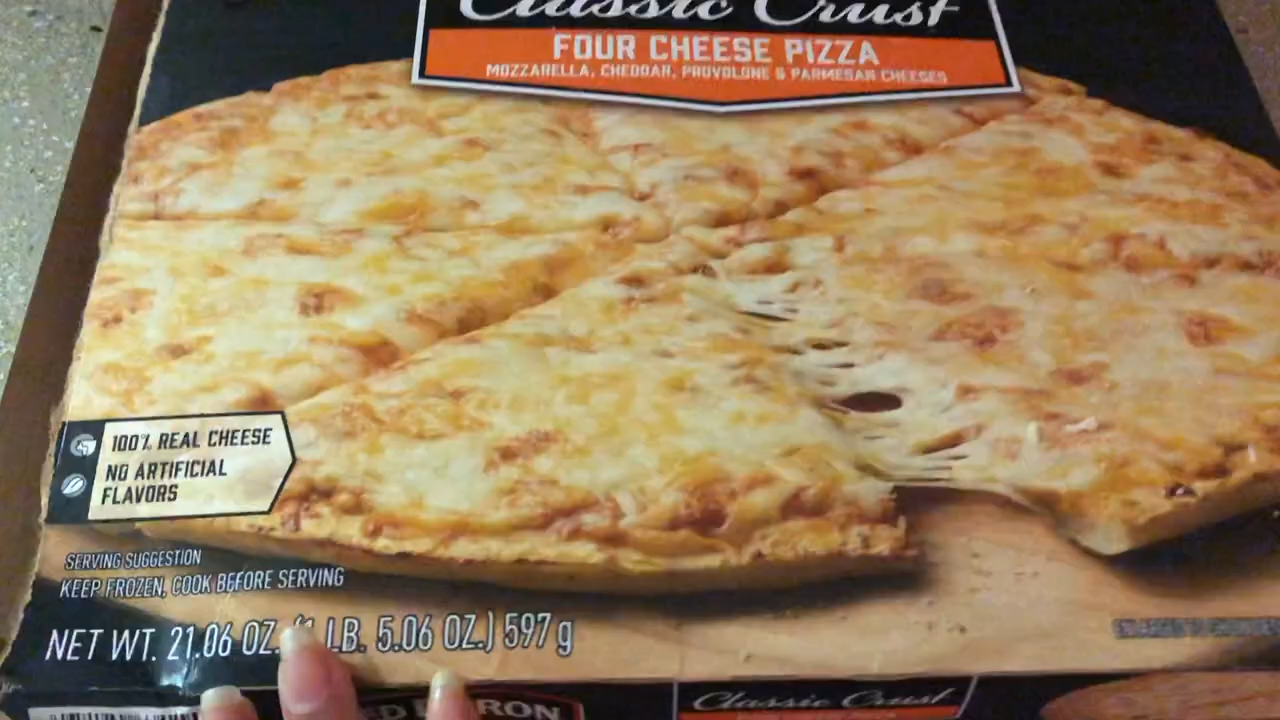 Classic Crust
FOUR CHEESE PIZZA
MOZZARELLA, CHEDDAR, PROVOLONE & PARMESAN CHEESES
100% REAL CHEESE
NO ARTIFICIAL
FLAVORS
SERVING SUGGESTION
KEEP FROZEN, COOK BEFORE SERVING
NET WT. 21.06 OZ. (1 LB. 5.06 OZ.) 597 g
Classic Crust